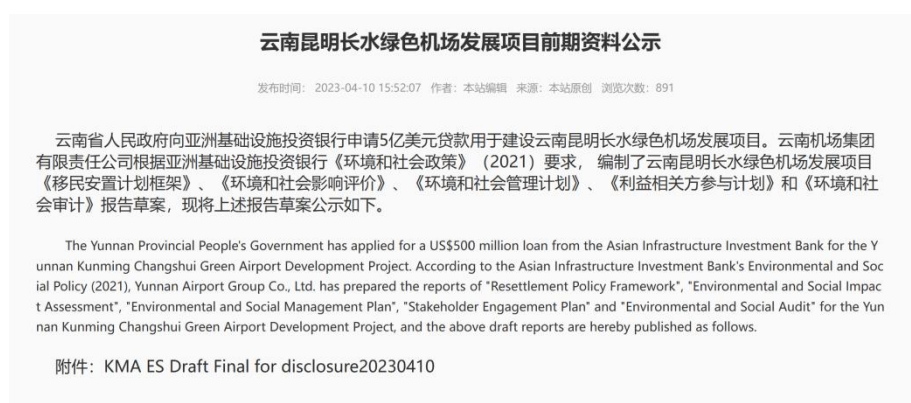 云南昆明长水绿色机场发展项目前期资料公示
发布时间： 2023-04-10 15:52:07 作者：本站编辑 来源：本站原创 浏览次数：891
云南省人民政府向亚洲基础设施投资银行申请5亿美元贷款用于建设云南昆明长水绿色机场发展项目。云南机场集团
有限责任公司根据亚洲基础设施投资银行《环境和社会政策》（2021）要求， 编制了云南昆明长水绿色机场发展项目
《移民安置计划框架》、《环境和社会影响评价》、《环境和社会管理计划》、《利益相关方参与计划》和《环境和社
会审计》报告草案，现将上述报告草案公示如下。
The Yunnan Provincial People's Government has applied for a US$500 million loan from the Asian Infrastructure Investment Bank for the Y
unnan Kunming Changshui Green Airport Development Project. According to the Asian Infrastructure Investment Bank's Environmental and Soc
ial Policy (2021), Yunnan Airport Group Co., Ltd. has prepared the reports of "Resettlement Policy Framework", "Environmental and Social Impac
t Assessment", "Environmental and Social Management Plan", "Stakeholder Engagement Plan" and "Environmental and Social Audit" for the Yun
nan Kunming Changshui Green Airport Development Project, and the above draft reports are hereby published as follows.
附件：KMA ES Draft Final for disclosure20230410